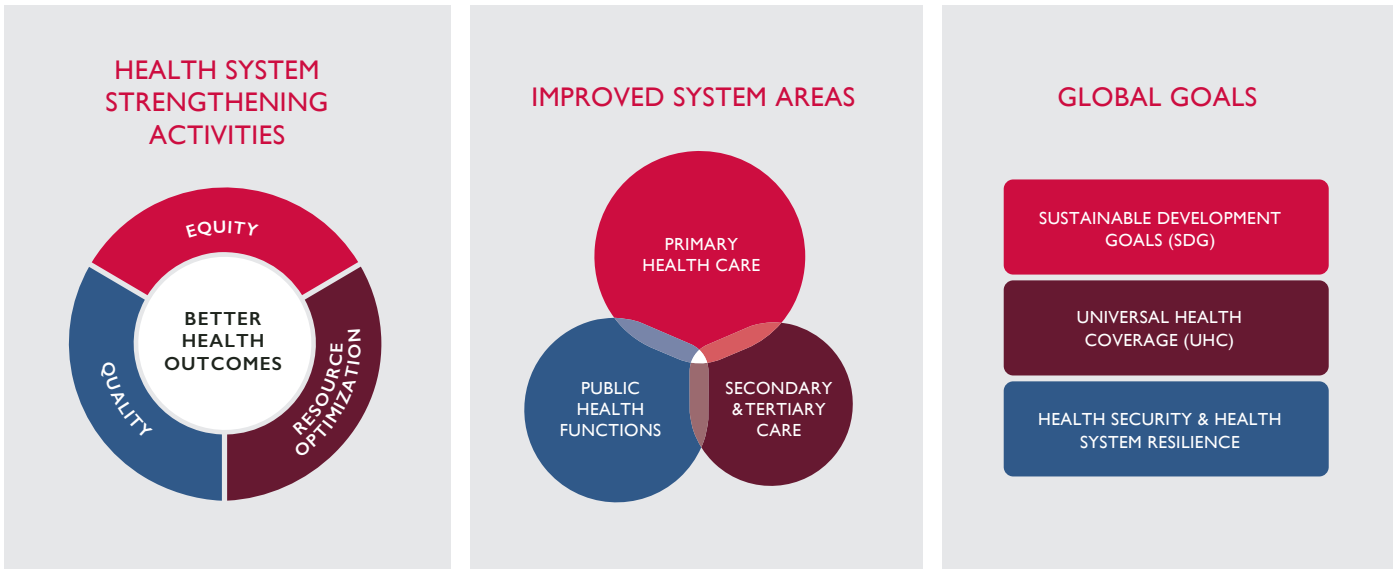 HEALTH SYSTEM
STRENGTHENING
ACTIVITIES
EQUITY
BETTER
HEALTH
OUTCOMES
QUALITY
RESOURCE
OPTIMIZATION
IMPROVED SYSTEM AREAS
PRIMARY
HEALTH CARE
PUBLIC
HEALTH
FUNCTIONS
SECONDARY
& TERTIARY
CARE
GLOBAL GOALS
SUSTAINABLE DEVELOPMENT
GOALS (SDG)
UNIVERSAL HEALTH
COVERAGE (UHC)
HEALTH SECURITY & HEALTH
SYSTEM RESILIENCE